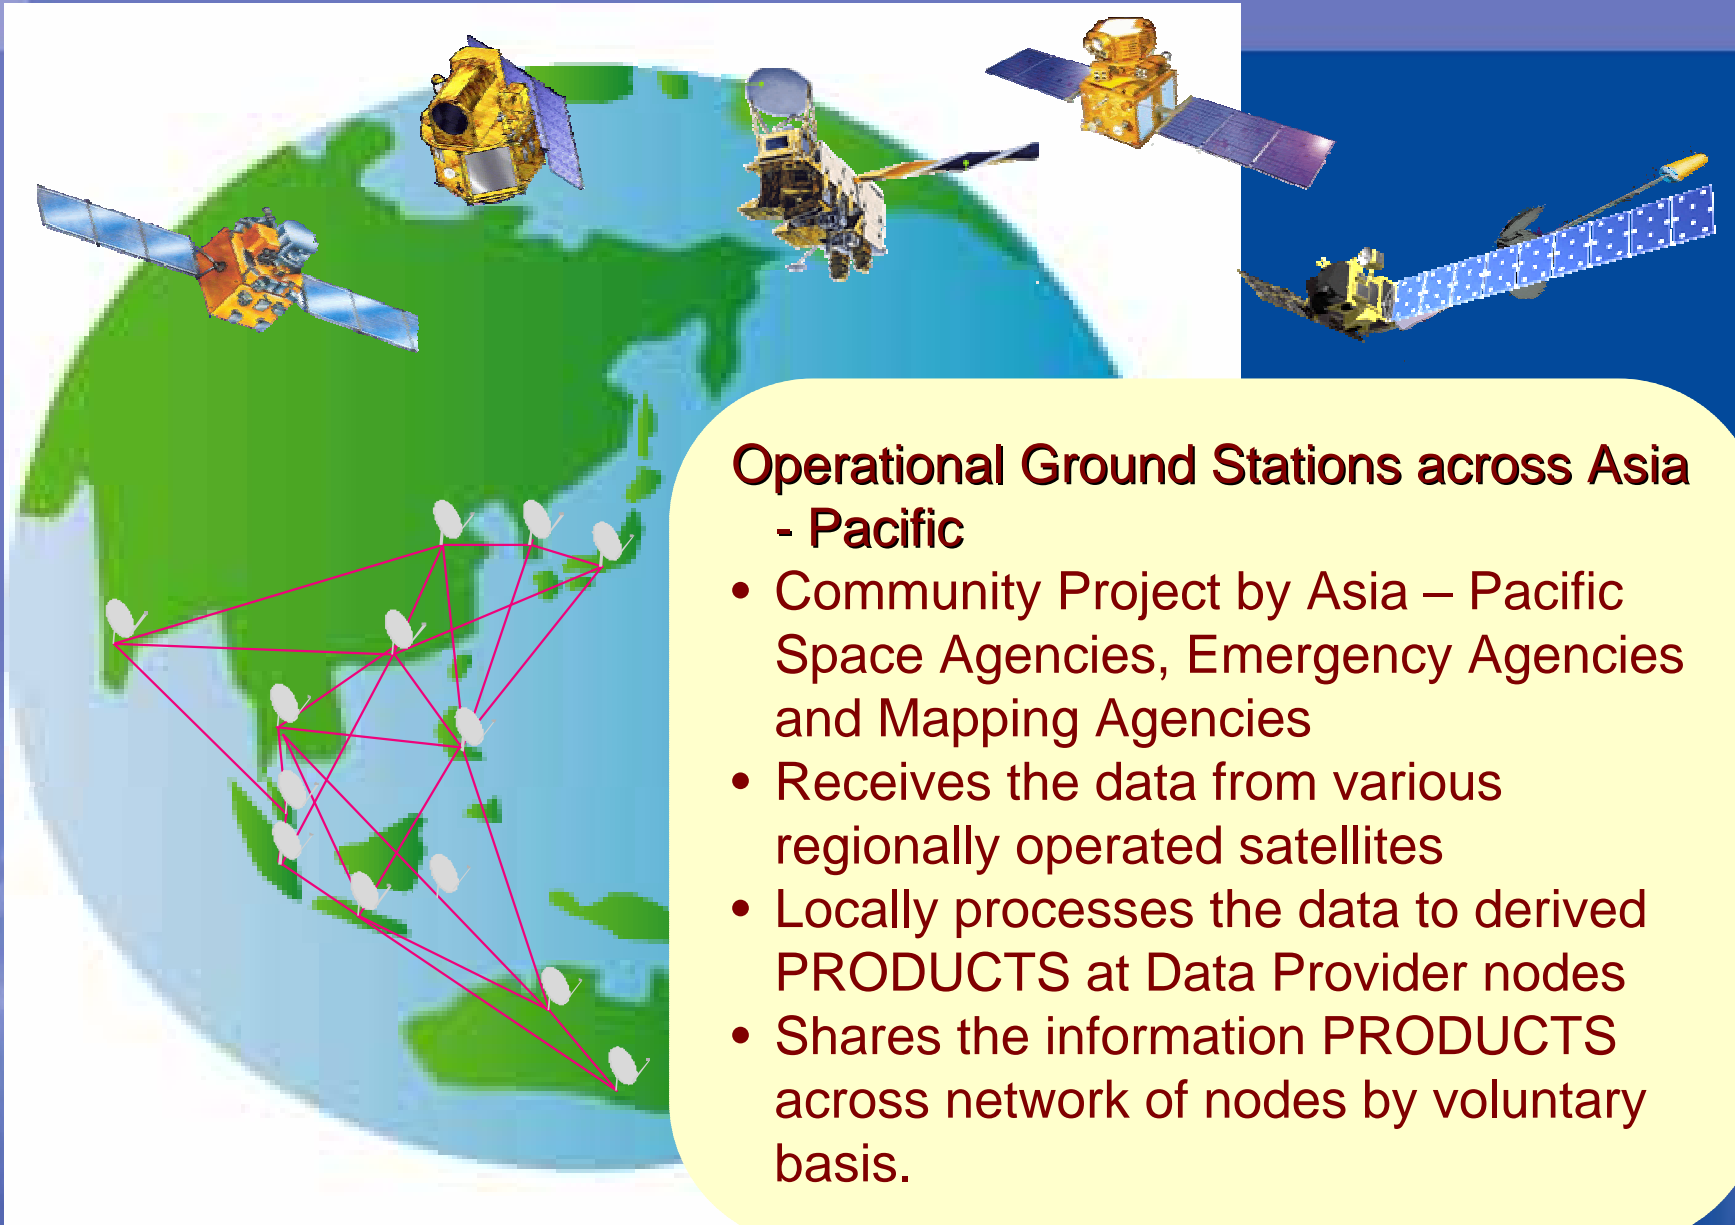 Operational Ground Stations across Asia
- Pacific
• Community Project by Asia – Pacific
Space Agencies, Emergency Agencies
and Mapping Agencies
• Receives the data from various
regionally operated satellites
• Locally processes the data to derived
PRODUCTS at Data Provider nodes
• Shares the information PRODUCTS
across network of nodes by voluntary
basis.